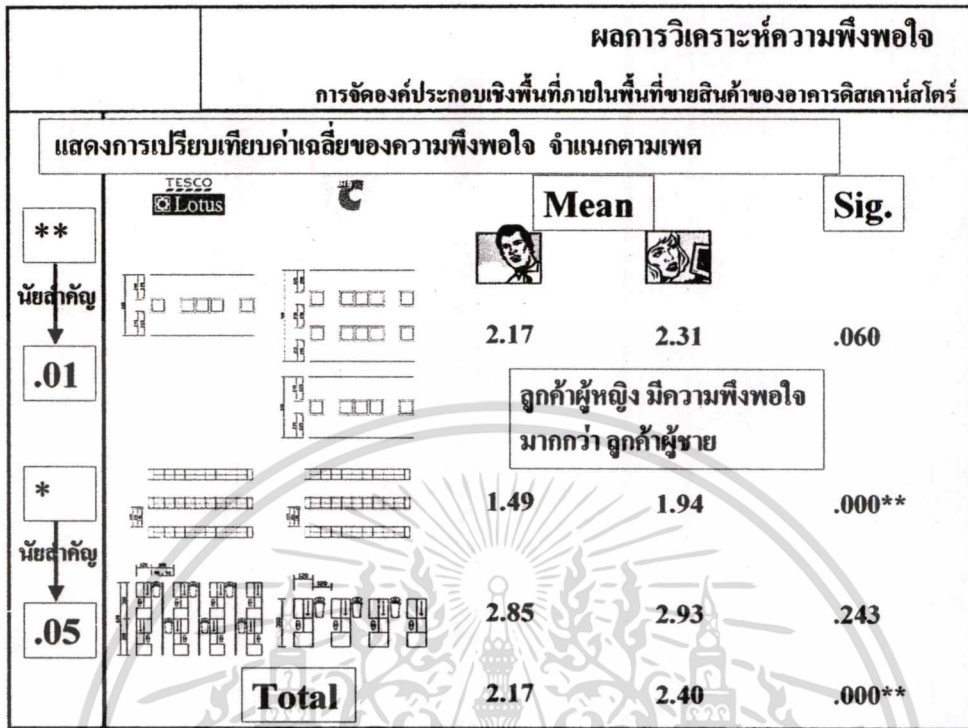 ผลการวิเคราะห์ความพึงพอใจ
การจัดองค์ประกอบเชิงพื้นที่ภายในพื้นที่ขายสินค้าของอาคารดิสเคาน์สโตร์
แสดงการเปรียบเทียบค่าเฉลี่ยของความพึงพอใจ จำแนกตามเพศ
TESCO
Lotus
Mean
Sig.
**
นัยสำคัญ
.01
2.17 2.31 .060
ลูกค้าผู้หญิง มีความพึงพอใจ
มากกว่า ลูกค้าผู้ชาย
*
นัยสำคัญ
.05
1.49 1.94 .000**
2.85 2.93 .243
Total 2.17 2.40 .000**